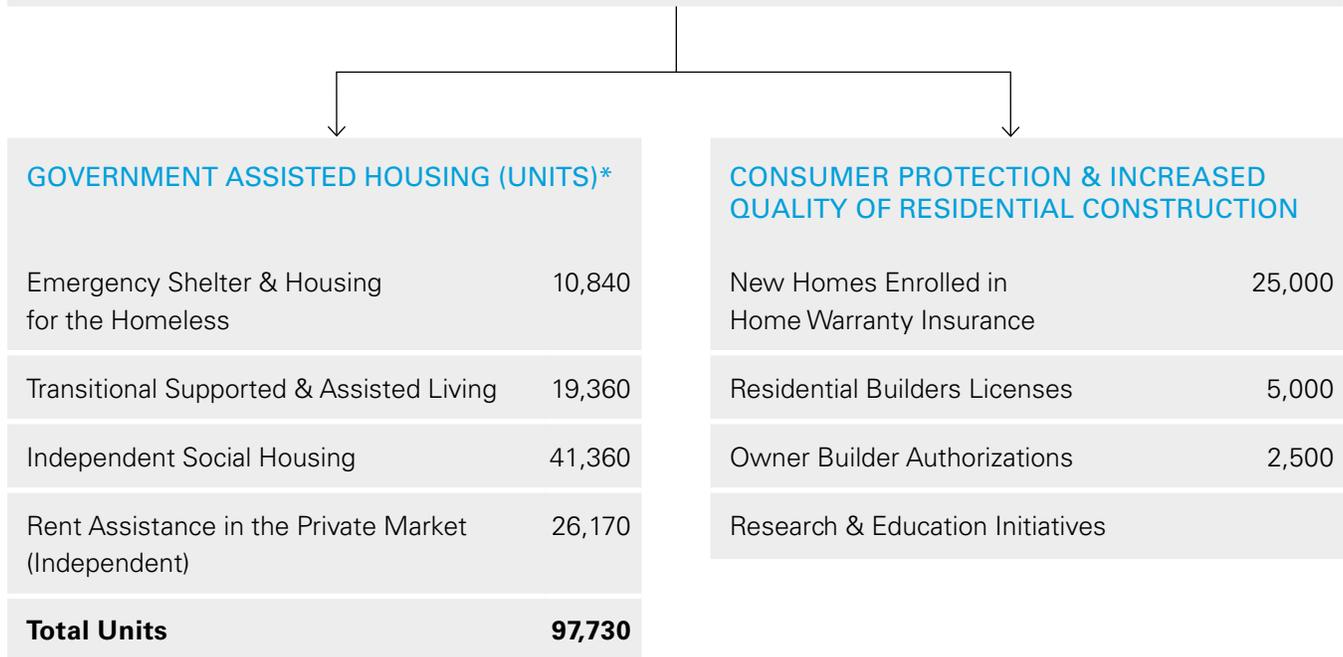 GOVERNMENT ASSISTED HOUSING (UNITS)*
Emergency Shelter & Housing 10,840
for the Homeless
Transitional Supported & Assisted Living 19,360
Independent Social Housing 41,360
Rent Assistance in the Private Market 26,170
(Independent)
Total Units 97,730
CONSUMER PROTECTION & INCREASED
QUALITY OF RESIDENTIAL CONSTRUCTION
New Homes Enrolled in 25,000
Home Warranty Insurance
Residential Builders Licenses 5,000
Owner Builder Authorizations 2,500
Research & Education Initiatives